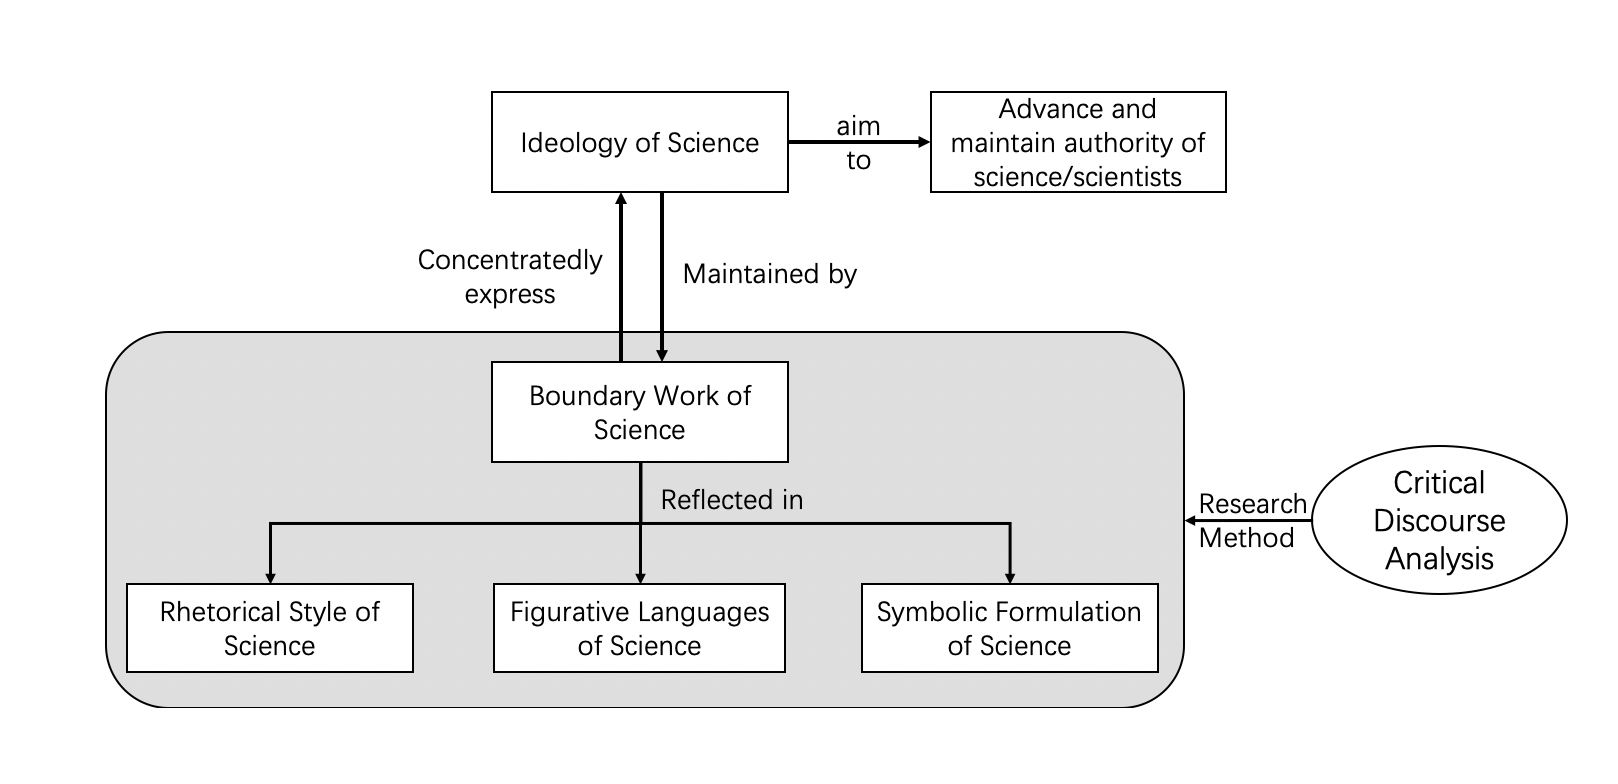 Ideology of Science
aim
to
Advance and
maintain authority of
science/scientists
Concentratedly
express
Maintained by
Boundary Work of
Science
Reflected in
Rhetorical Style of
Science
Figurative Languages
of Science
Symbolic Formulation
of Science
Research
Method
Critical
Discourse
Analysis